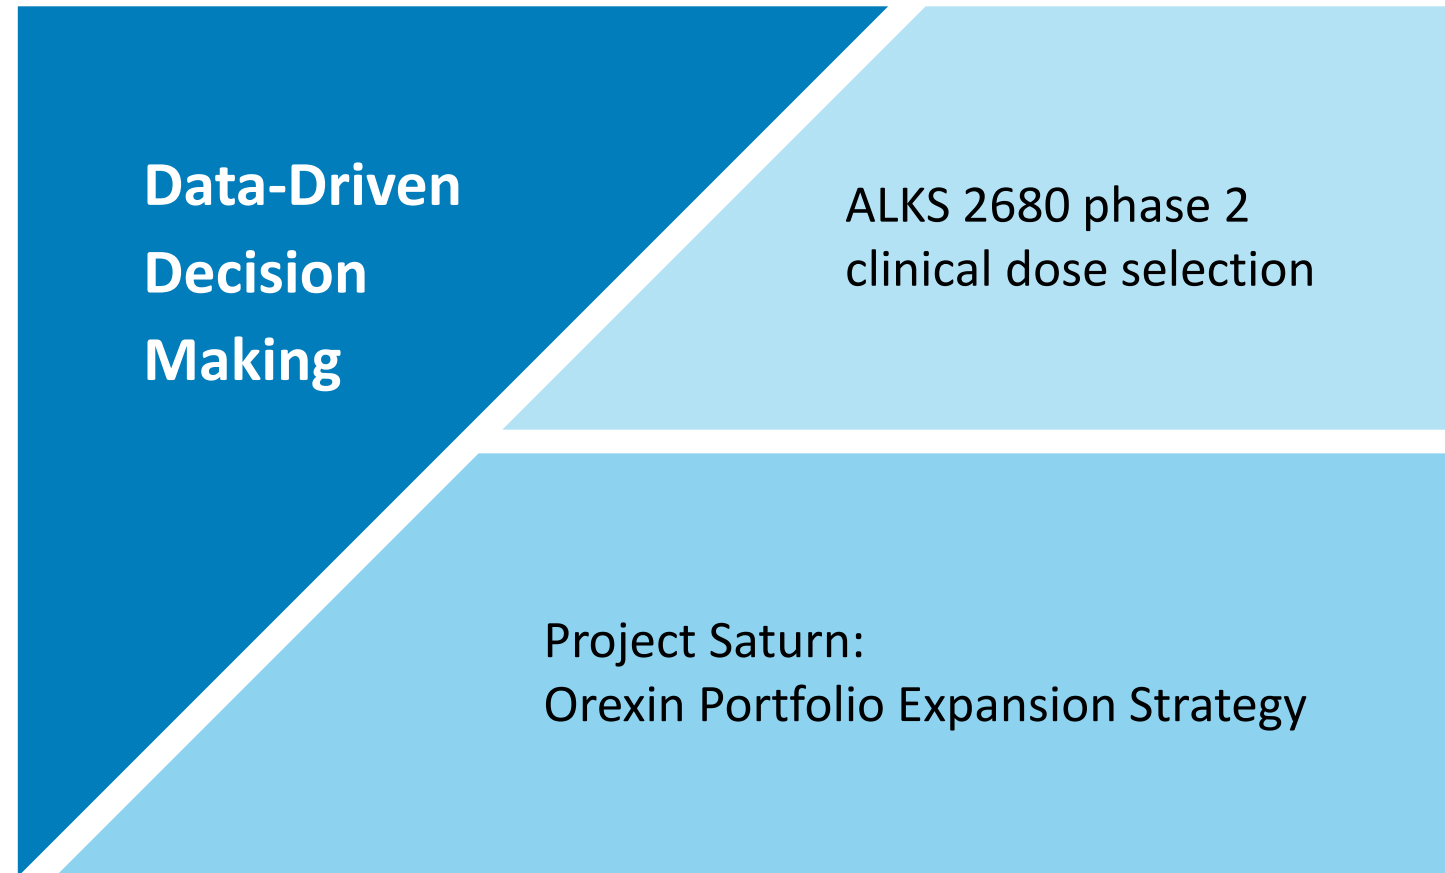 Data-Driven
Decision
Making
ALKS 2680 phase 2
clinical dose selection
Project Saturn:
Orexin Portfolio Expansion Strategy